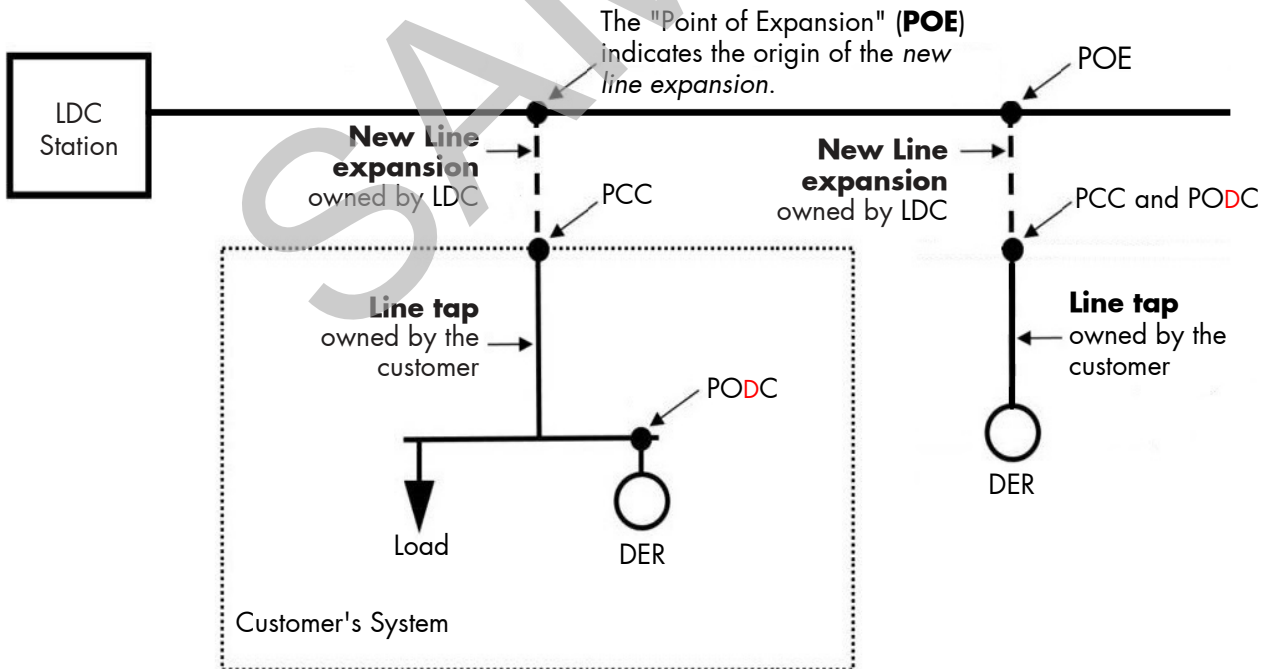 The "Point of Expansion" (POE)
indicates the origin of the new
line expansion.
POE
LDC
Station
New Line
expansion
owned by LDC
PCC
New Line
expansion
owned by LDC
PCC and PODC
Line tap
owned by the
customer
PODC
Line tap
owned by the
customer
Load
DER
DER
Customer's System